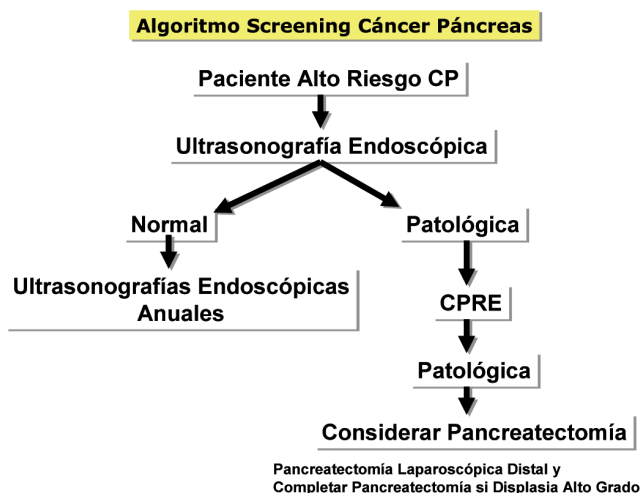 Algoritmo Screening Cáncer Páncreas
Paciente Alto Riesgo CP
Ultrasonografía Endoscópica
Normal
Patológica
Ultrasonografías Endoscópicas
Anuales
CPRE
Patológica
Considerar Pancreatectomía
Pancreatectomía Laparoscópica Distal y
Completar Pancreatectomía si Displasia Alto Grado